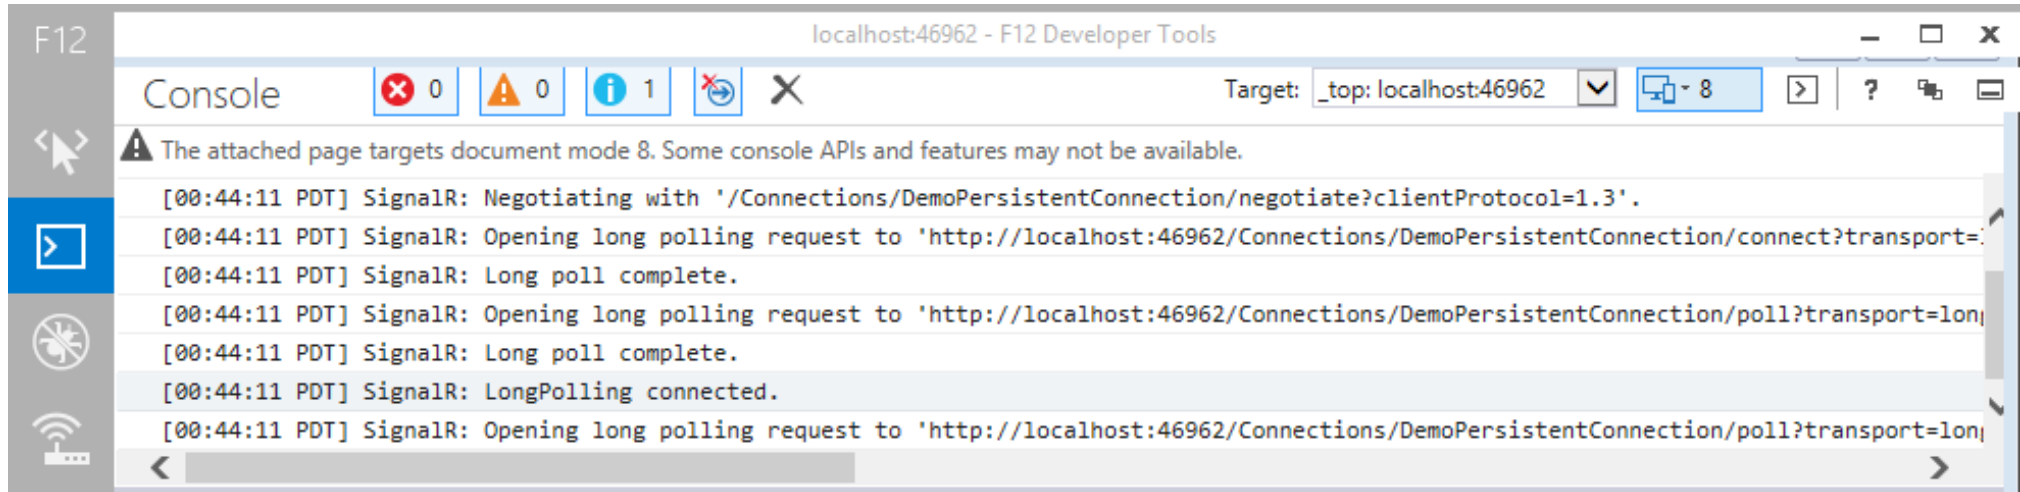 F12
localhost:46962 - F12 Developer Tools
Console 0 0 1 Target: _top: localhost:46962 8 ?
The attached page targets document mode 8. Some console APIs and features may not be available.
[00:44:11 PDT] SignalR: Negotiating with '/Connections/DemoPersistentConnection/negotiate?clientProtocol=1.3'.
[00:44:11 PDT] SignalR: Opening long polling request to 'http://localhost:46962/Connections/DemoPersistentConnection/connect?transport=
[00:44:11 PDT] SignalR: Long poll complete.
[00:44:11 PDT] SignalR: Opening long polling request to 'http://localhost:46962/Connections/DemoPersistentConnection/poll?transport=lon
[00:44:11 PDT] SignalR: Long poll complete.
[00:44:11 PDT] SignalR: LongPolling connected.
[00:44:11 PDT] SignalR: Opening long polling request to 'http://localhost:46962/Connections/DemoPersistentConnection/poll?transport=lon